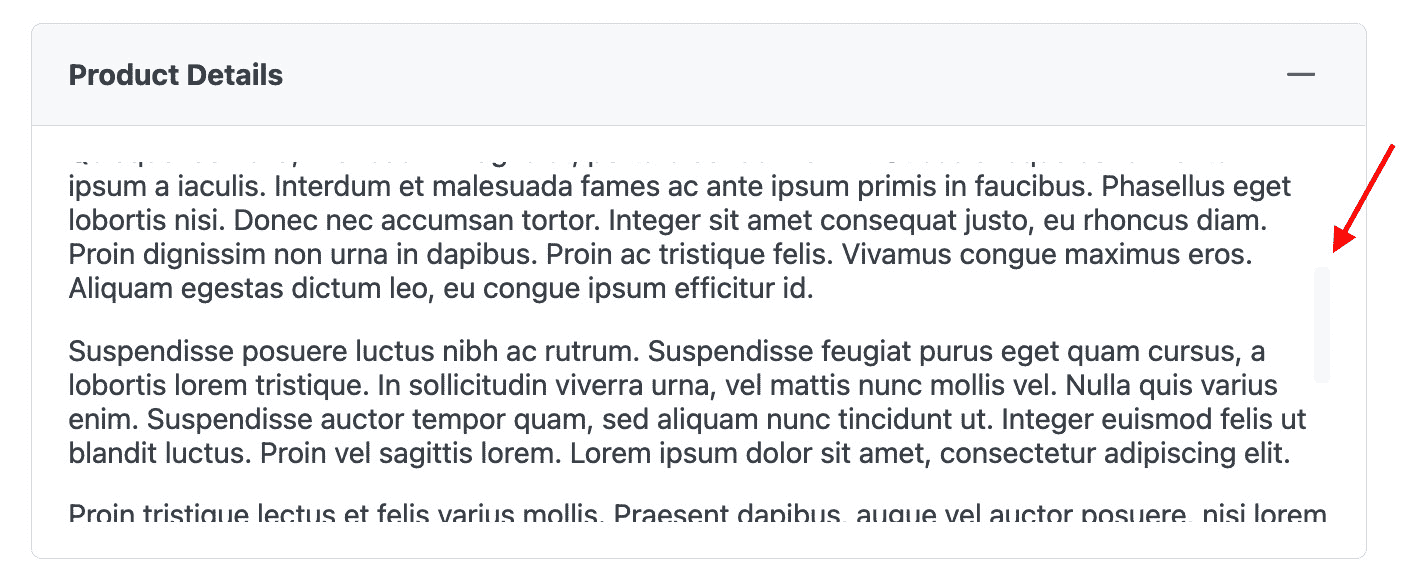 Product Details
ipsum a iaculis. Interdum et malesuada fames ac ante ipsum primis in faucibus. Phasellus eget
lobortis nisi. Donec nec accumsan tortor. Integer sit amet consequat justo, eu rhoncus diam.
Proin dignissim non urna in dapibus. Proin ac tristique felis. Vivamus congue maximus eros.
Aliquam egestas dictum leo, eu congue ipsum efficitur id.
Suspendisse posuere luctus nibh ac rutrum. Suspendisse feugiat purus eget quam cursus, a
lobortis lorem tristique. In sollicitudin viverra urna, vel mattis nunc mollis vel. Nulla quis varius
enim. Suspendisse auctor tempor quam, sed aliquam nunc tincidunt ut. Integer euismod felis ut
blandit luctus. Proin vel sagittis lorem. Lorem ipsum dolor sit amet, consectetur adipiscing elit.
Proin tristique lectus et felis varius mollis. Praesent dapibus, augue vel auctor posuere, nisi lorem